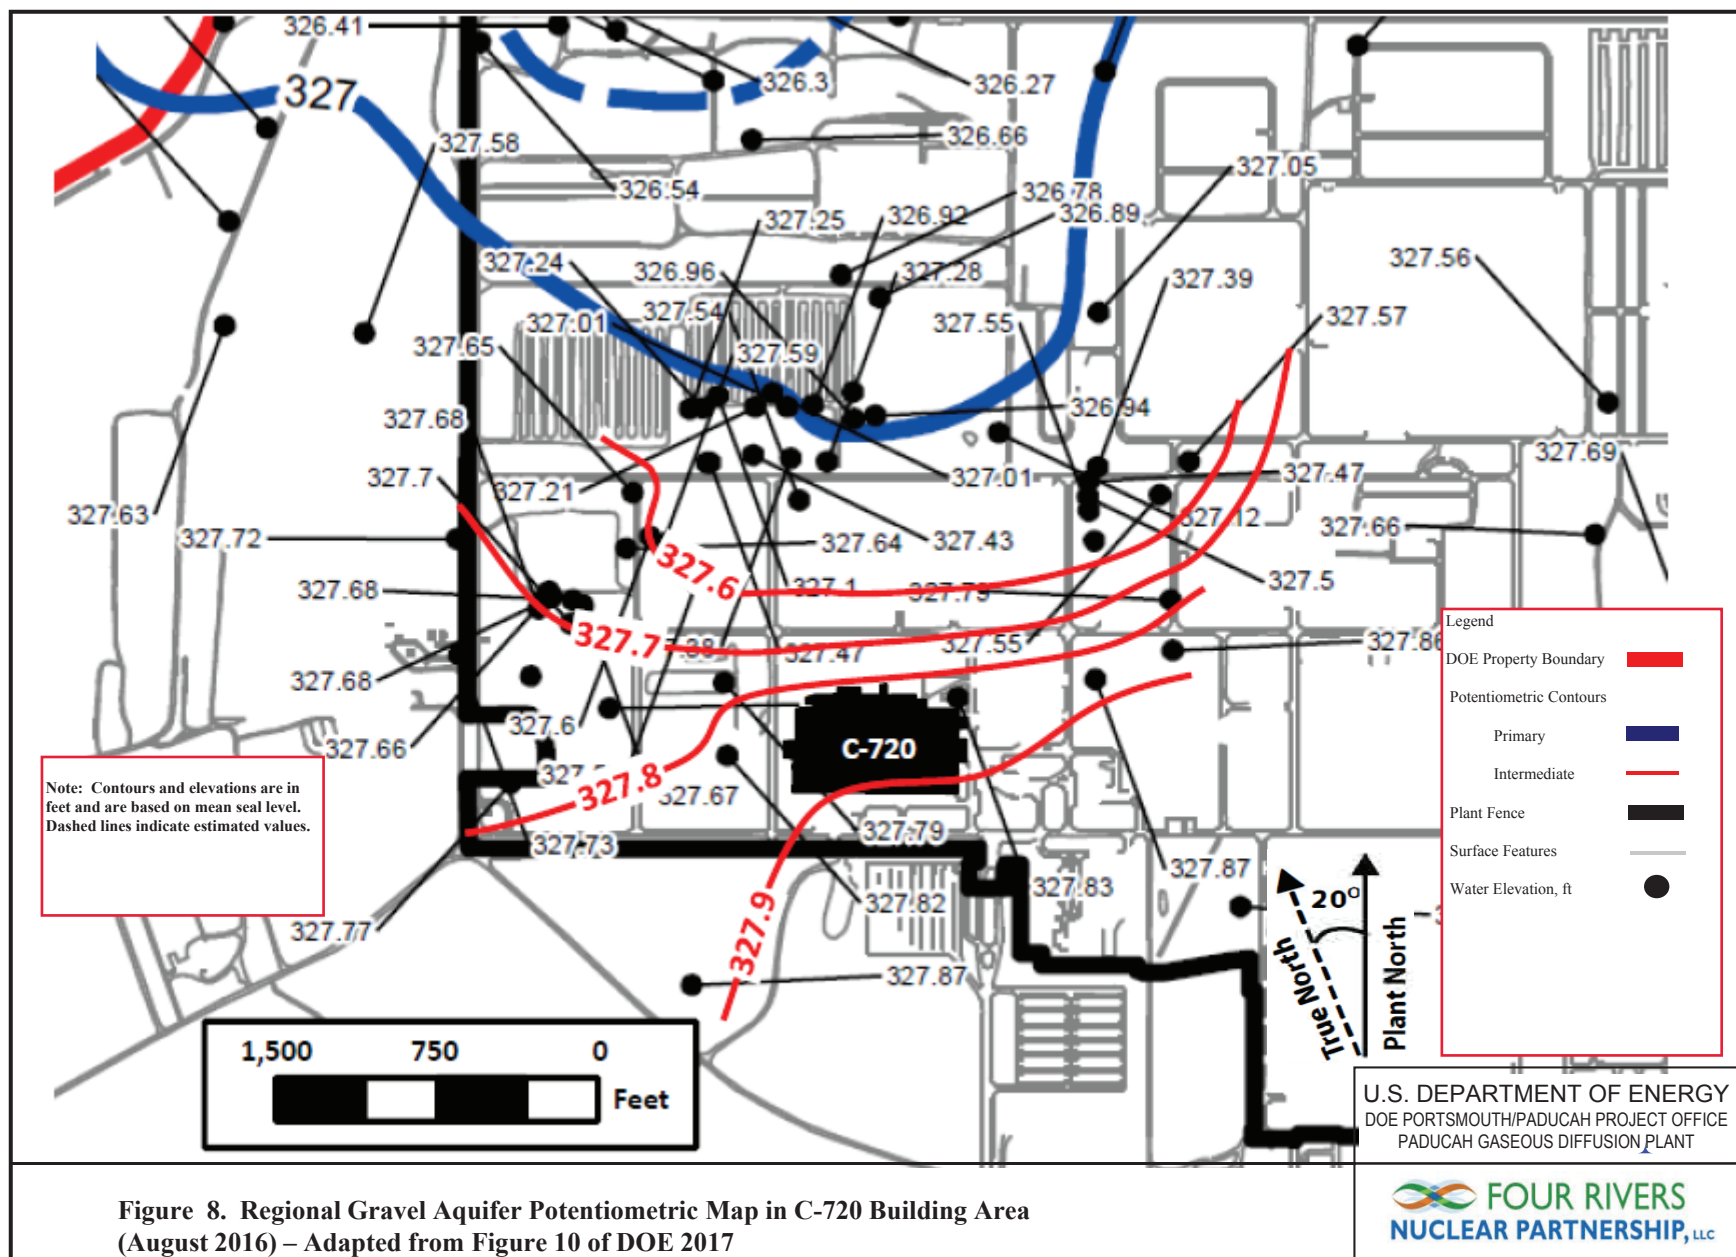 326.41
327
326.3
326.27
327.58
326.66
327.05
326.54
326.78
327.25
326.92
326.89
327.24
326.96
327.28
327.56
327.39
327.54
327.01
327.55
327.57
327.65
327.59
327.68
326.94
327.69
327.7
327.21
327.01
327.47
327.63
327.12
327.66
327.72
327.64
327.43
327.6
327.1
327.5
327.68
327.79
327.7
327.47
327.55
327.86
327.68
327.6
327.66
C-720
327.8
327.67
327.73
327.79
327.87
327.83
327.82
327.77
327.9
327.87
Note: Contours and elevations are in
feet and are based on mean seal level.
Dashed lines indicate estimated values.
Legend
DOE Property Boundary
Potentiometric Contours
Primary
Intermediate
Plant Fence
Surface Features
Water Elevation, ft
20°
True North
Plant North
1,500 750 0
Feet
U.S. DEPARTMENT OF ENERGY
DOE PORTSMOUTH/PADUCAH PROJECT OFFICE
PADUCAH GASEOUS DIFFUSION PLANT
FOUR RIVERS
NUCLEAR PARTNERSHIP, LLC
Figure 8. Regional Gravel Aquifer Potentiometric Map in C-720 Building Area
(August 2016) – Adapted from Figure 10 of DOE 2017